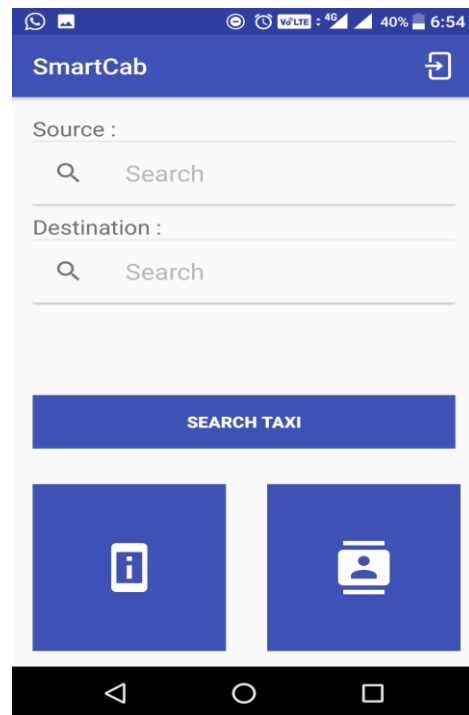 VoLTE 4G 40% 6:54
SmartCab
Source :
Search
Destination :
Search
SEARCH TAXI
i